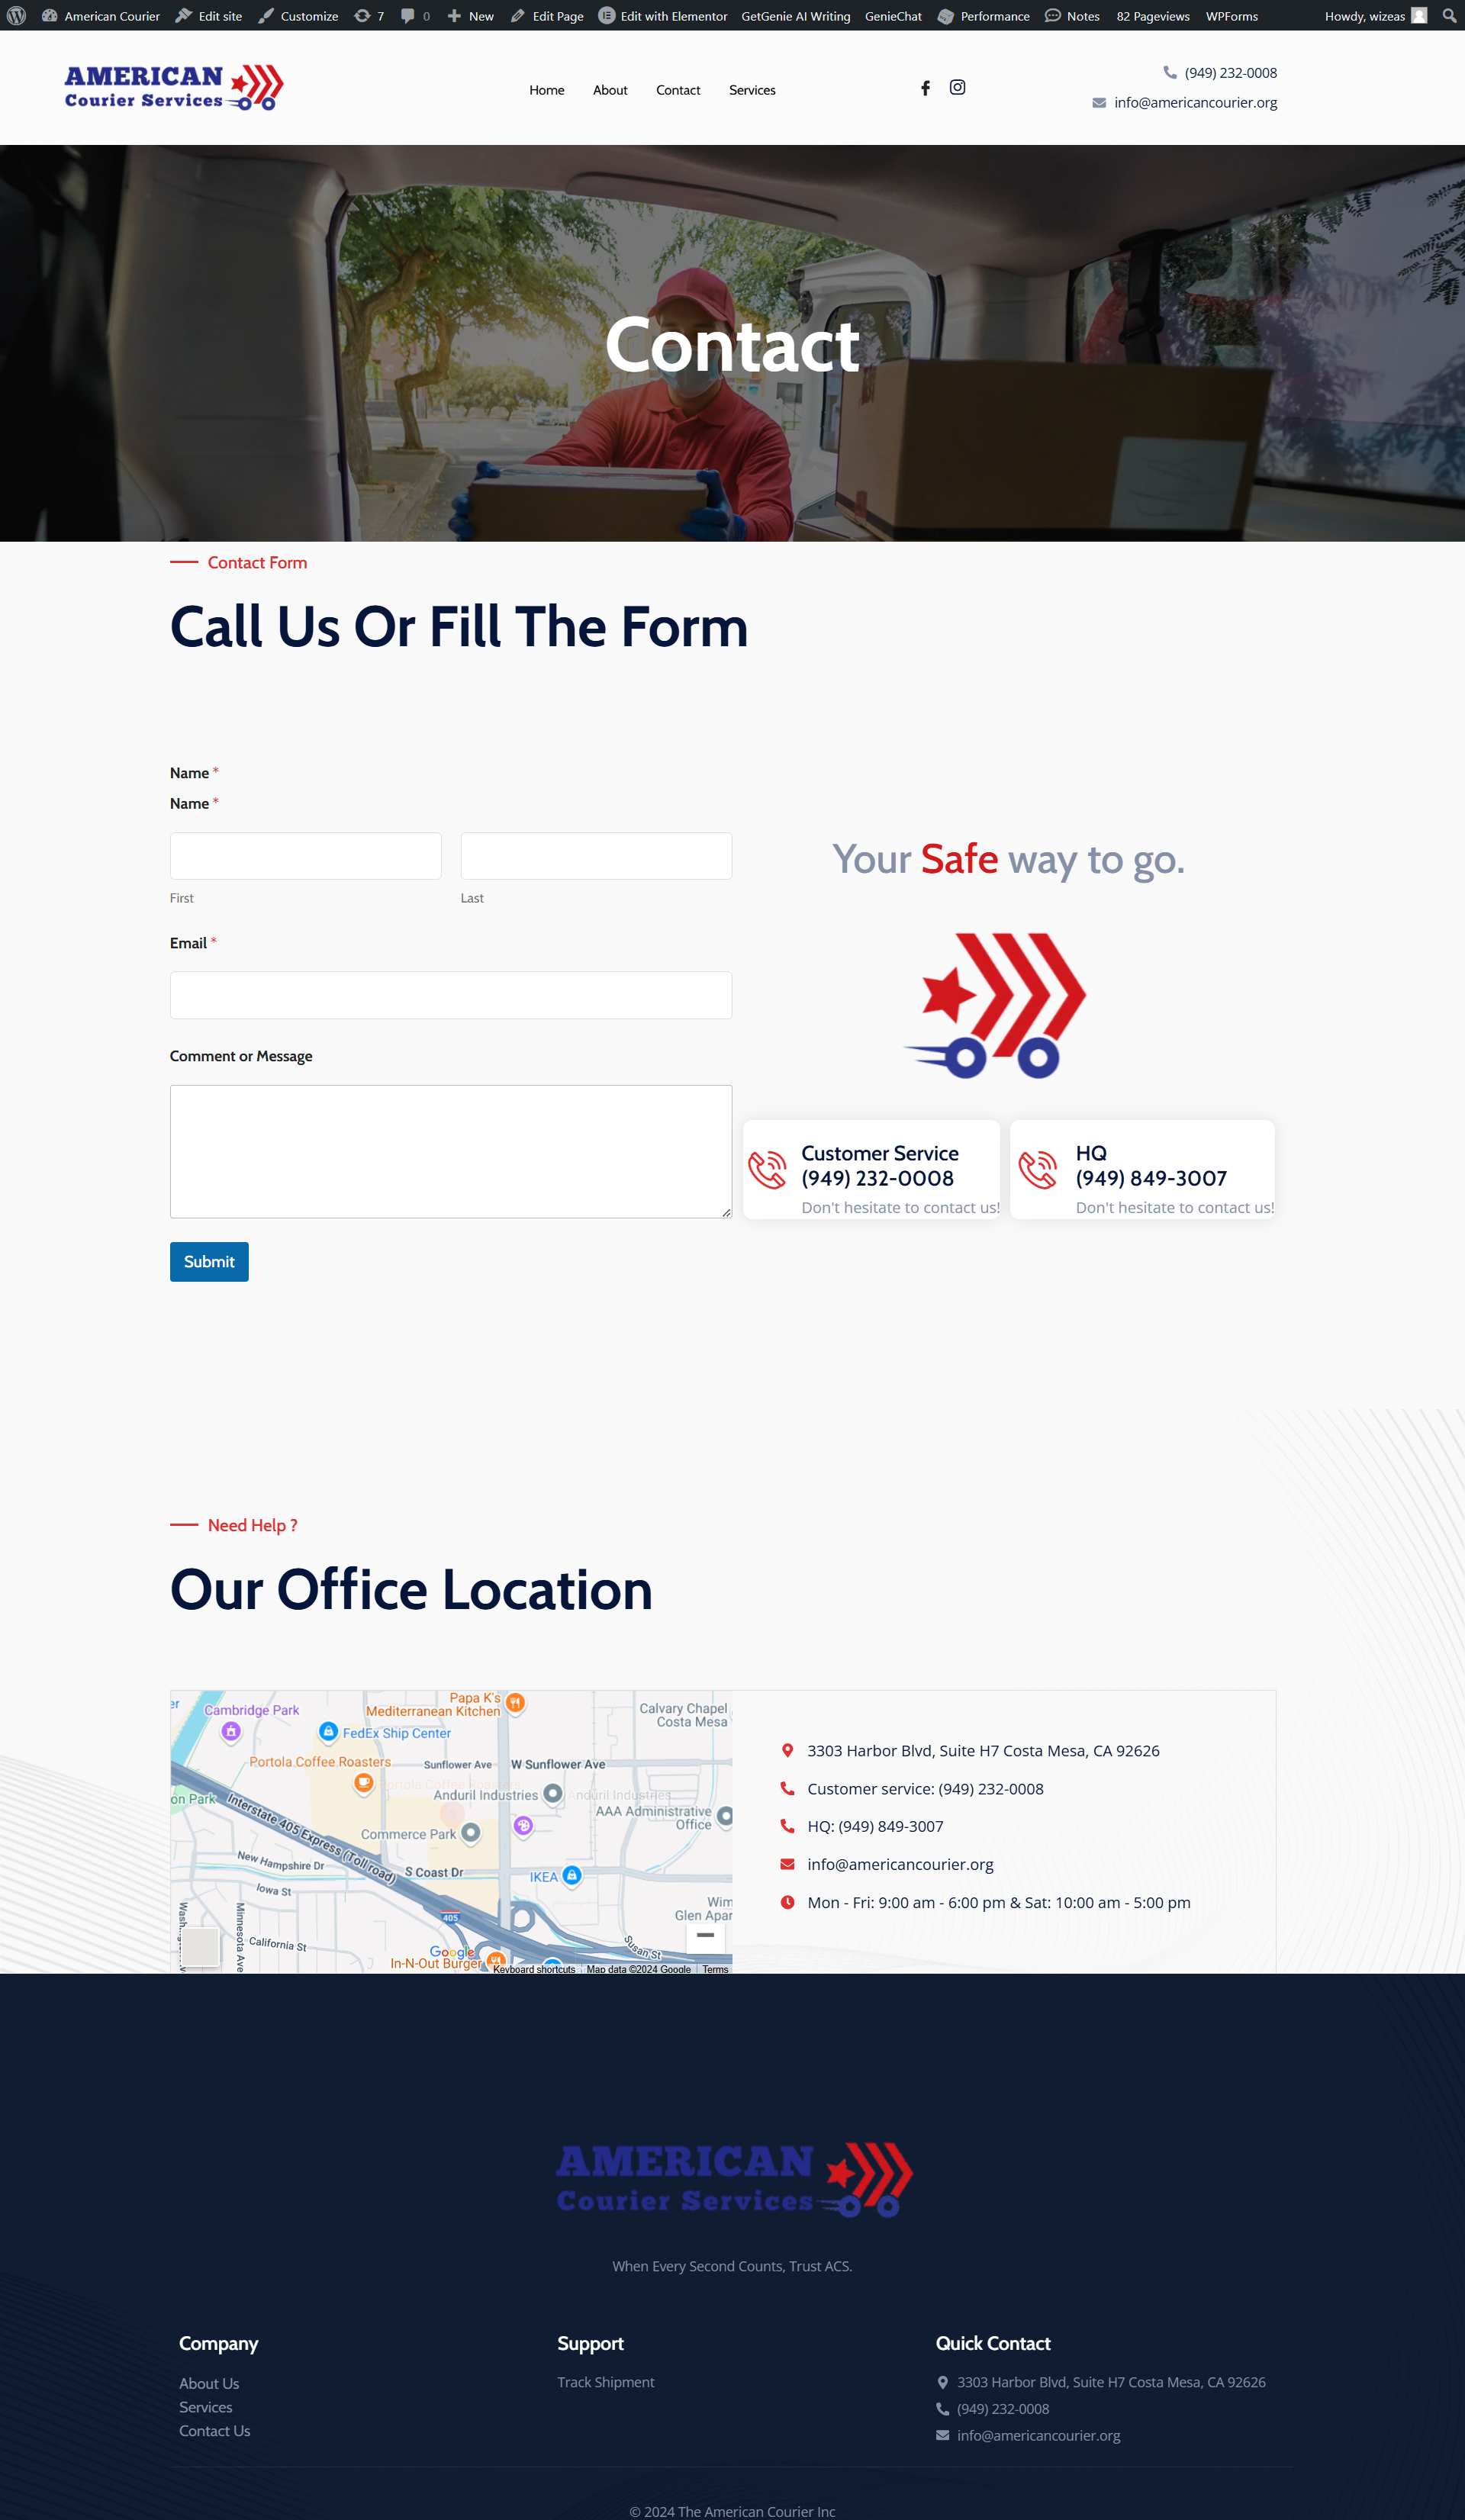 American Courier Edit site Customize 7 0 New Edit Page Edit with Elementor GetGenie AI Writing GenieChat Performance Notes 82 Pageviews WPForms Howdy, wizeas
AMERICAN
Courier Services
Home About Contact Services
(949) 232-0008
info@americancourier.org
Contact
Contact Form
Call Us Or Fill The Form
Name *
Name *
First Last
Email *
Comment or Message
Submit
Your Safe way to go.
Customer Service
(949) 232-0008
Don't hesitate to contact us!
HQ
(949) 849-3007
Don't hesitate to contact us!
Need Help ?
Our Office Location
Papa K's
Mediterranean Kitchen
Cambridge Park
Calvary Chapel
Costa Mesa
FedEx Ship Center
Portola Coffee Roasters
Sunflower Ave
W Sunflower Ave
Portola Coffee Roasters
Anduril Industries
Anduril Industries
on Park
AAA Administrative
Office
Interstate 405 Express (Toll road)
Commerce Park
New Hampshire Dr
S Coast Dr
IKEA
Iowa St
Minnesota Ave
405
Wim
Glen Apar
California St
Susan St
Google
In-N-Out Burger
Keyboard shortcuts Map data ©2024 Google Terms
3303 Harbor Blvd, Suite H7 Costa Mesa, CA 92626
Customer service: (949) 232-0008
HQ: (949) 849-3007
info@americancourier.org
Mon - Fri: 9:00 am - 6:00 pm & Sat: 10:00 am - 5:00 pm
AMERICAN
Courier Services
When Every Second Counts, Trust ACS.
Company
About Us
Services
Contact Us
Support
Track Shipment
Quick Contact
3303 Harbor Blvd, Suite H7 Costa Mesa, CA 92626
(949) 232-0008
info@americancourier.org
© 2024 The American Courier Inc